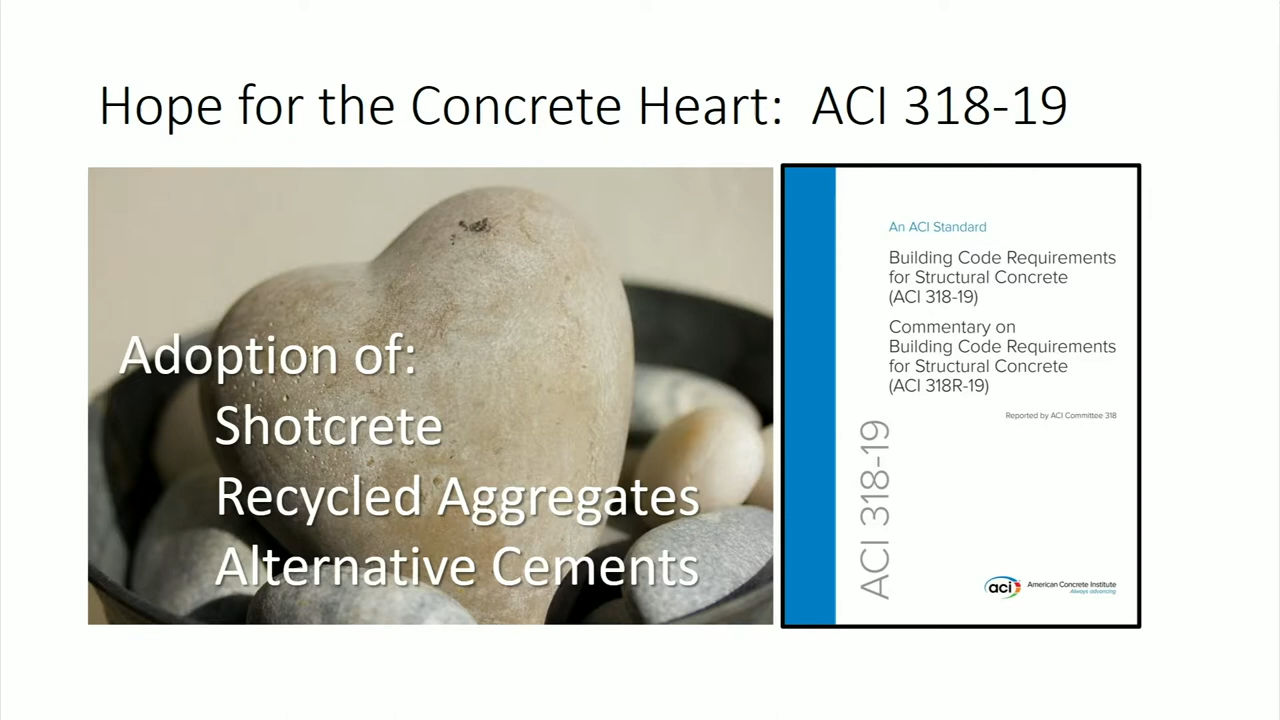 Hope for the Concrete Heart: ACI 318-19
Adoption of:
Shotcrete
Recycled Aggregates
Alternative Cements
An ACI Standard
Building Code Requirements
for Structural Concrete
(ACI 318-19)
Commentary on
Building Code Requirements
for Structural Concrete
(ACI 318R-19)
Reported by ACI Committee 318
ACI 318-19
aci American Concrete Institute
Always advancing